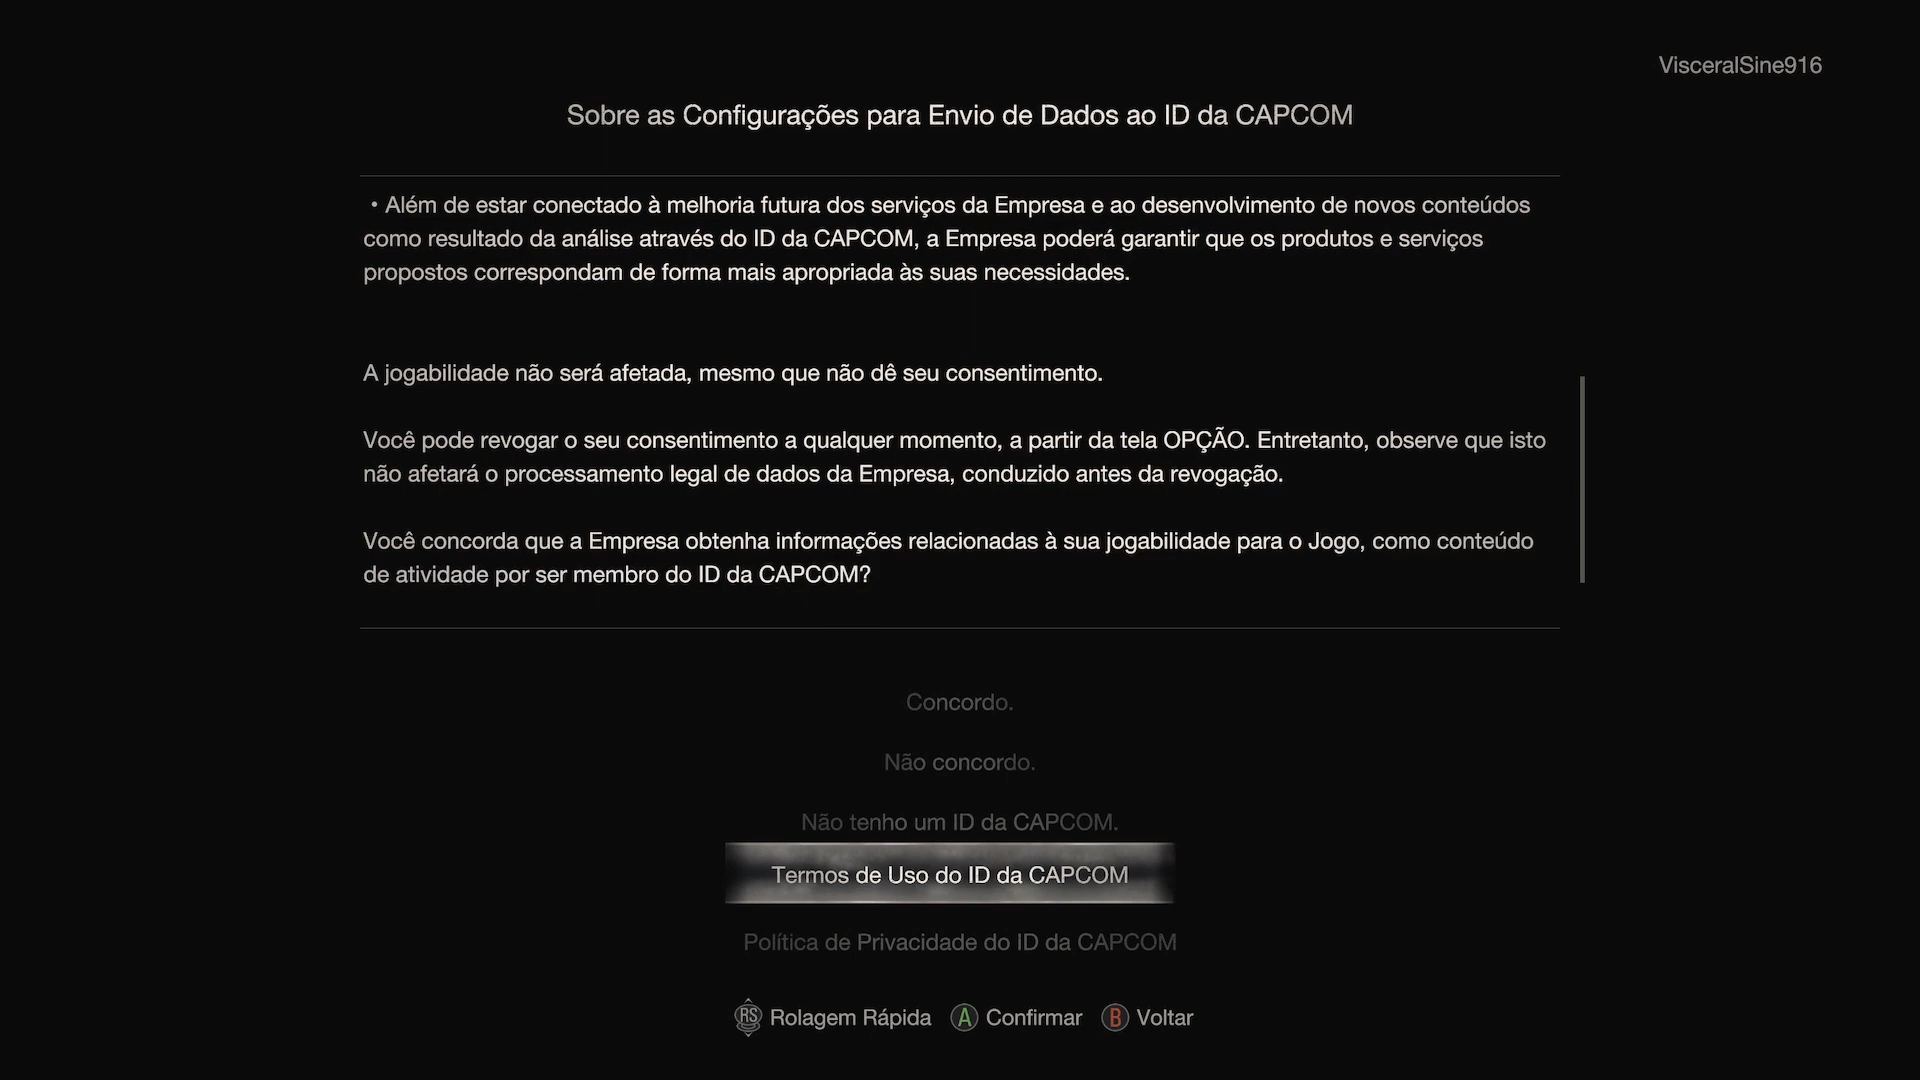 VisceralSine916
Sobre as Configurações para Envio de Dados ao ID da CAPCOM
• Além de estar conectado à melhoria futura dos serviços da Empresa e ao desenvolvimento de novos conteúdos
como resultado da análise através do ID da CAPCOM, a Empresa poderá garantir que os produtos e serviços
propostos correspondam de forma mais apropriada às suas necessidades.
A jogabilidade não será afetada, mesmo que não dê seu consentimento.
Você pode revogar o seu consentimento a qualquer momento, a partir da tela OPÇÃO. Entretanto, observe que isto
não afetará o processamento legal de dados da Empresa, conduzido antes da revogação.
Você concorda que a Empresa obtenha informações relacionadas à sua jogabilidade para o Jogo, como conteúdo
de atividade por ser membro do ID da CAPCOM?
Concordo.
Não concordo.
Não tenho um ID da CAPCOM.
Termos de Uso do ID da CAPCOM
Política de Privacidade do ID da CAPCOM
RS Rolagem Rápida A Confirmar B Voltar